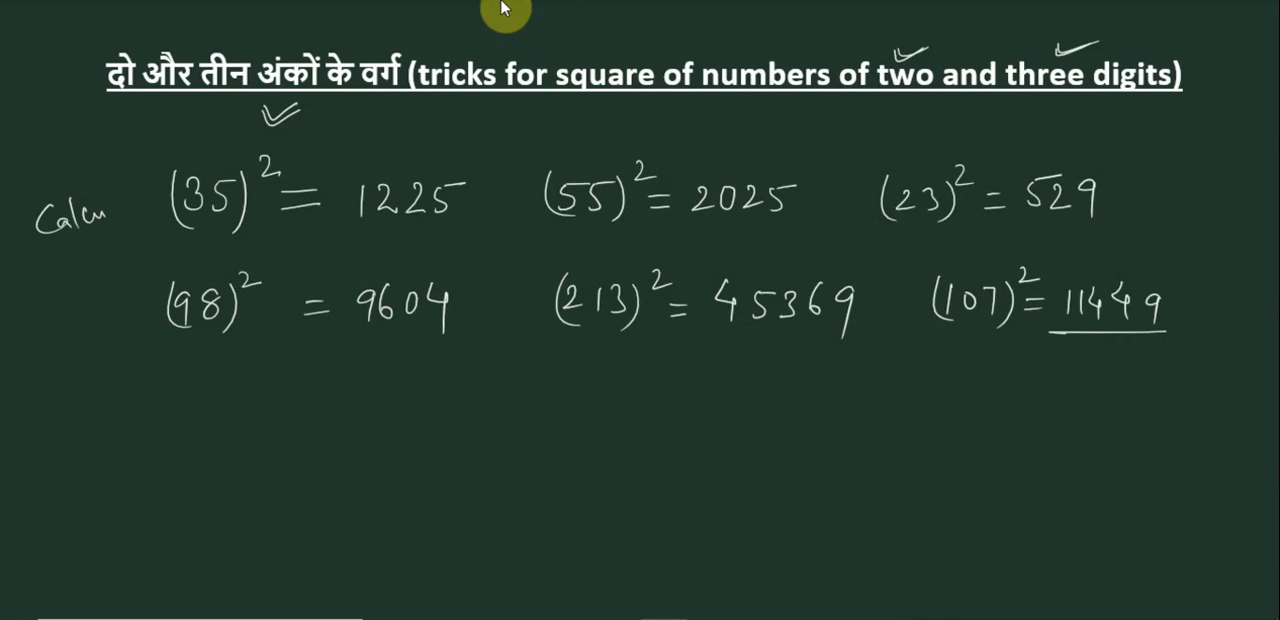 दो और तीन अंकों के वर्ग (tricks for square of numbers of two and three digits)
Calcu (35)² = 1225 (55)² = 2025 (23)² = 529
(98)² = 9604 (213)² = 45369 (107)² = 11449